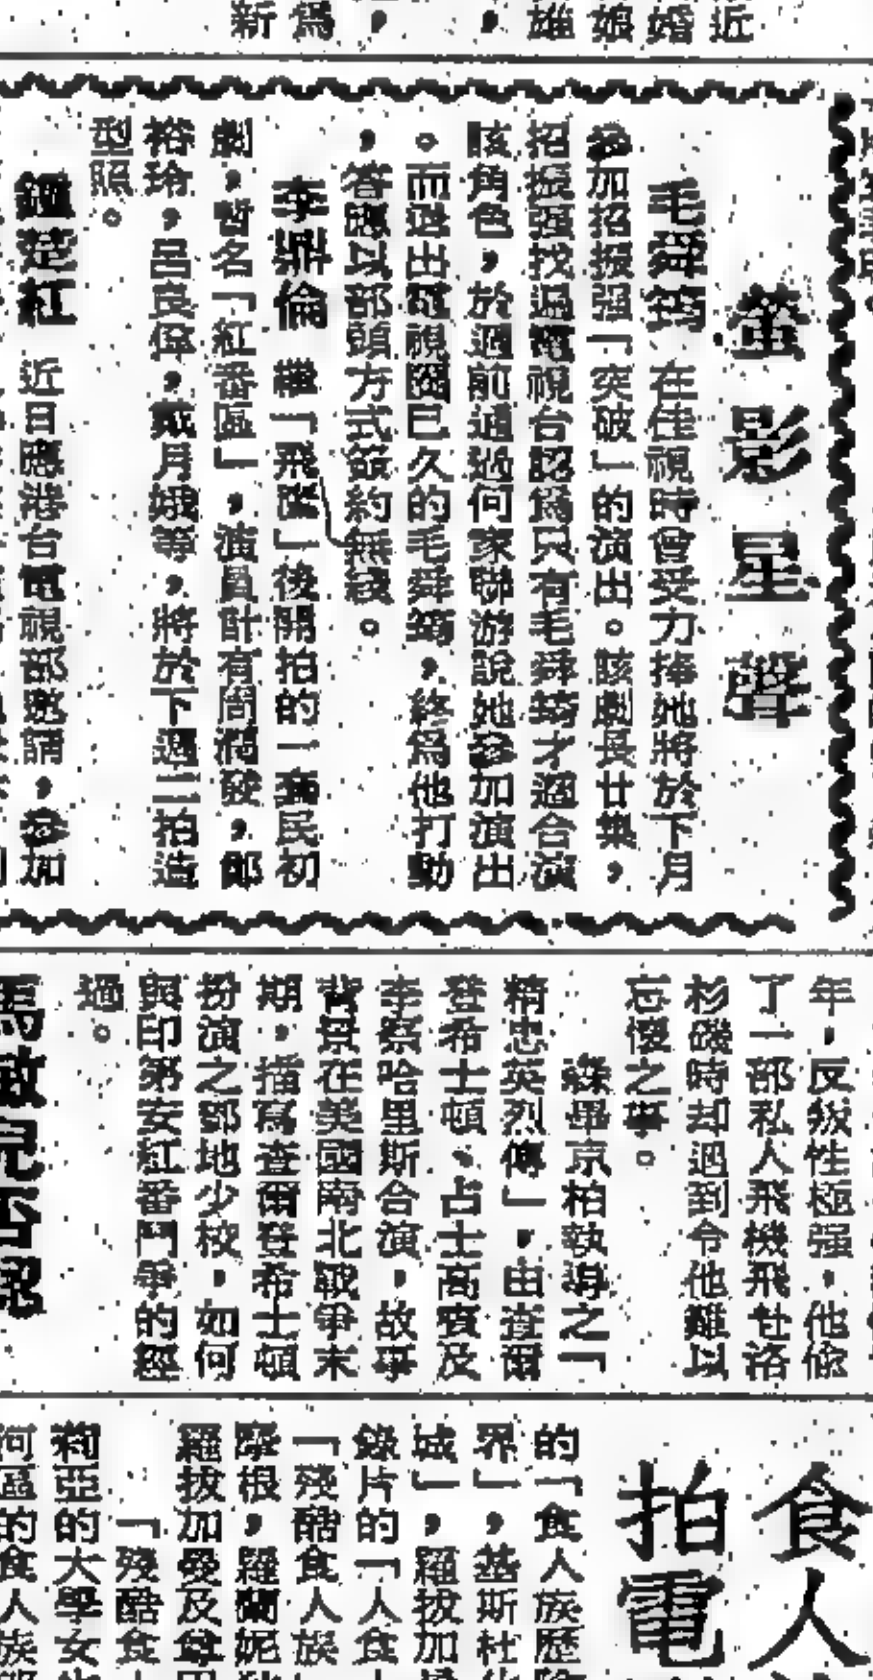 近
婚
娘
雄
，
，
爲
新
螢影星聲
毛舜筠 在佳視時曾受力捧她將於下月
參加招振强「突破」的演出。該劇長廿集，
招振强找過電視台認爲只有毛舜筠才適合演
該角色，於週前通過何家聯游說她參加演出
。而退出電視圈已久的毛舜筠，終爲他打動
，答應以部頭方式簽約無綫。
李鼎倫 繼「飛鷹」後開拍的一套民初
劇，暫名「紅番區」，演員計有周潤發，鄭
裕玲，呂良偉，戚月娥等，將於下週二拍造
型照。
鍾楚紅 近日應港台電視部邀請，參加
年，反叛性極强，他偸
了一部私人飛機飛往洛
杉磯時却遇到令他難以
忘懷之事。
森畢京柏執導之「
精忠英烈傳」，由查爾
登希士頓、占士高賓及
李察哈里斯合演，故事
背景在美國南北戰爭末
期，描寫查爾登希士頓
扮演之鄧地少校，如何
與印第安紅番鬥爭的經
過。
食人
拍電
的「食人族歷險
界」，基斯杜
城」，羅拔加
錄片的「人食
「殘酷食人族
摩根，羅蘭妮
羅拔加曼及
「殘酷食
莉亞的大學女
河區的食人族